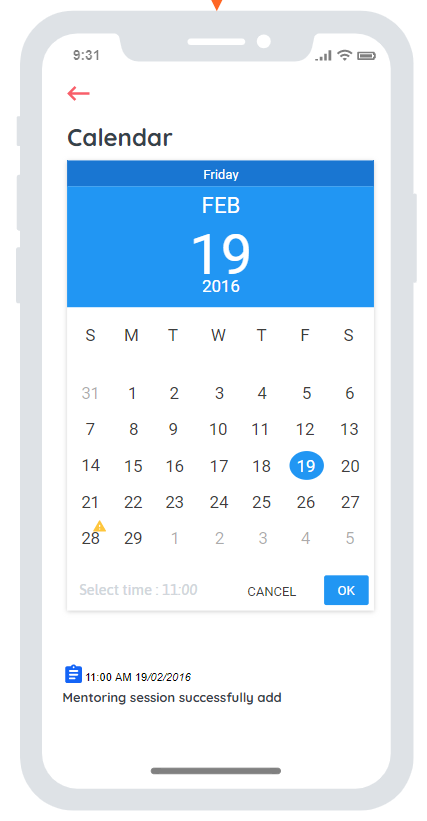 9:31
Calendar
Friday
FEB
19
2016
S M T W T F S
31 1 2 3 4 5 6
7 8 9 10 11 12 13
14 15 16 17 18 19 20
21 22 23 24 25 26 27
28 29 1 2 3 4 5
Select time : 11:00 CANCEL OK
11:00 AM 19/02/2016
Mentoring session successfully add